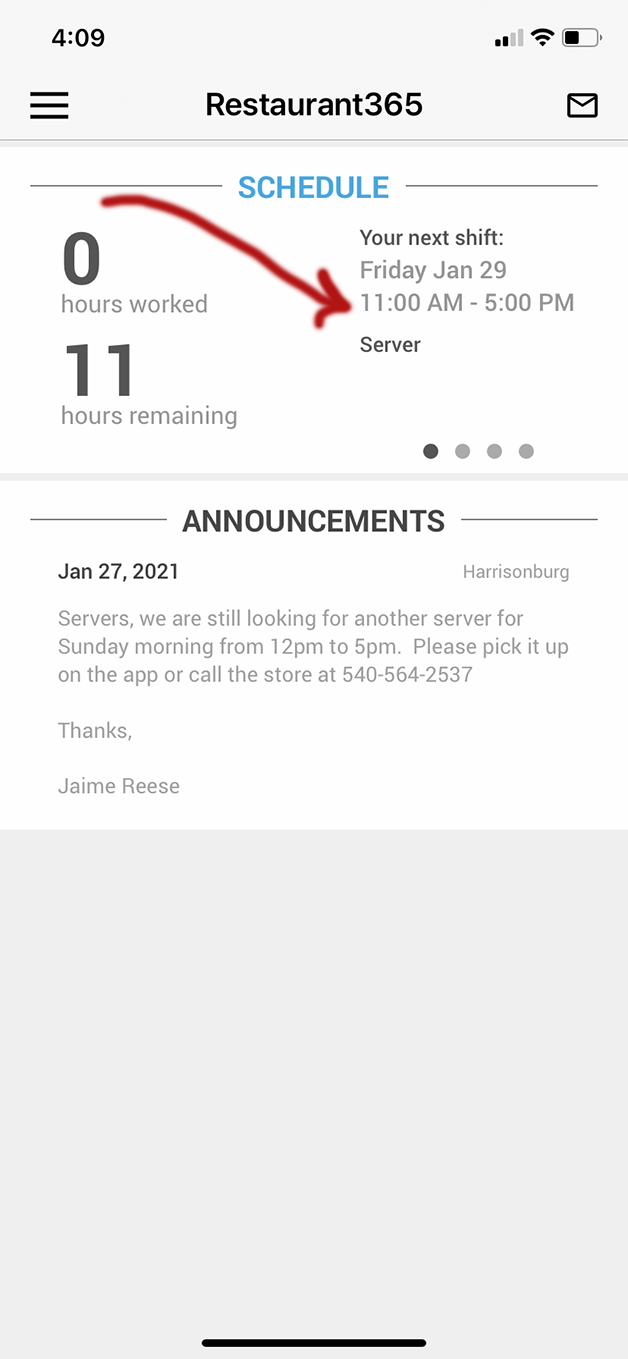 4:09
Restaurant365
SCHEDULE
0
hours worked
11
hours remaining
Your next shift:
Friday Jan 29
11:00 AM - 5:00 PM
Server
ANNOUNCEMENTS
Jan 27, 2021
Harrisonburg
Servers, we are still looking for another server for
Sunday morning from 12pm to 5pm.  Please pick it up
on the app or call the store at 540-564-2537
Thanks,
Jaime Reese